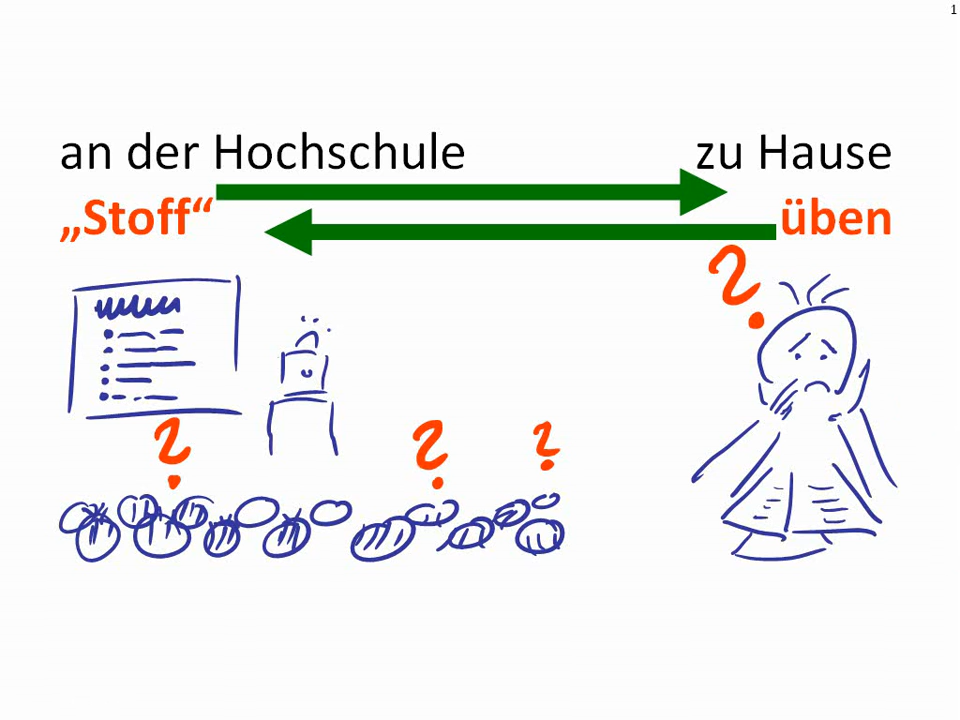 1
an der Hochschule zu Hause
„Stoff“ üben
? ? ? ?